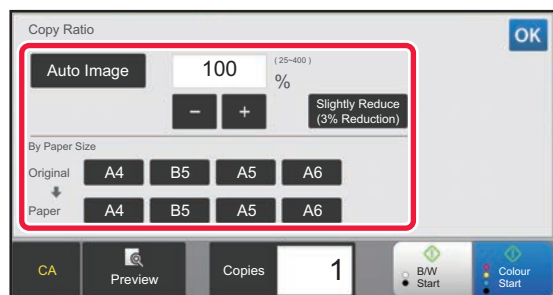 Copy Ratio
OK
Auto Image
100
(25~400)
%
−
+
Slightly Reduce
(3% Reduction)
By Paper Size
Original
A4
B5
A5
A6
Paper
A4
B5
A5
A6
CA
Preview
Copies
1
B/W
Start
Colour
Start